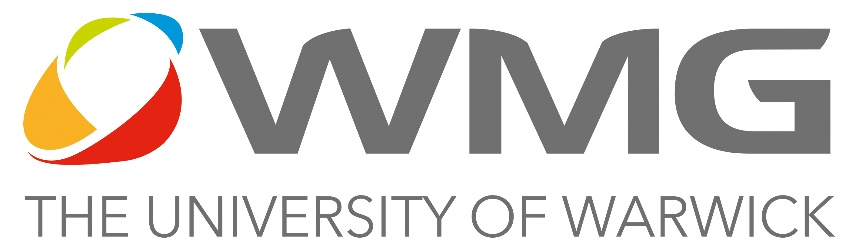 WMG
THE UNIVERSITY OF WARWICK